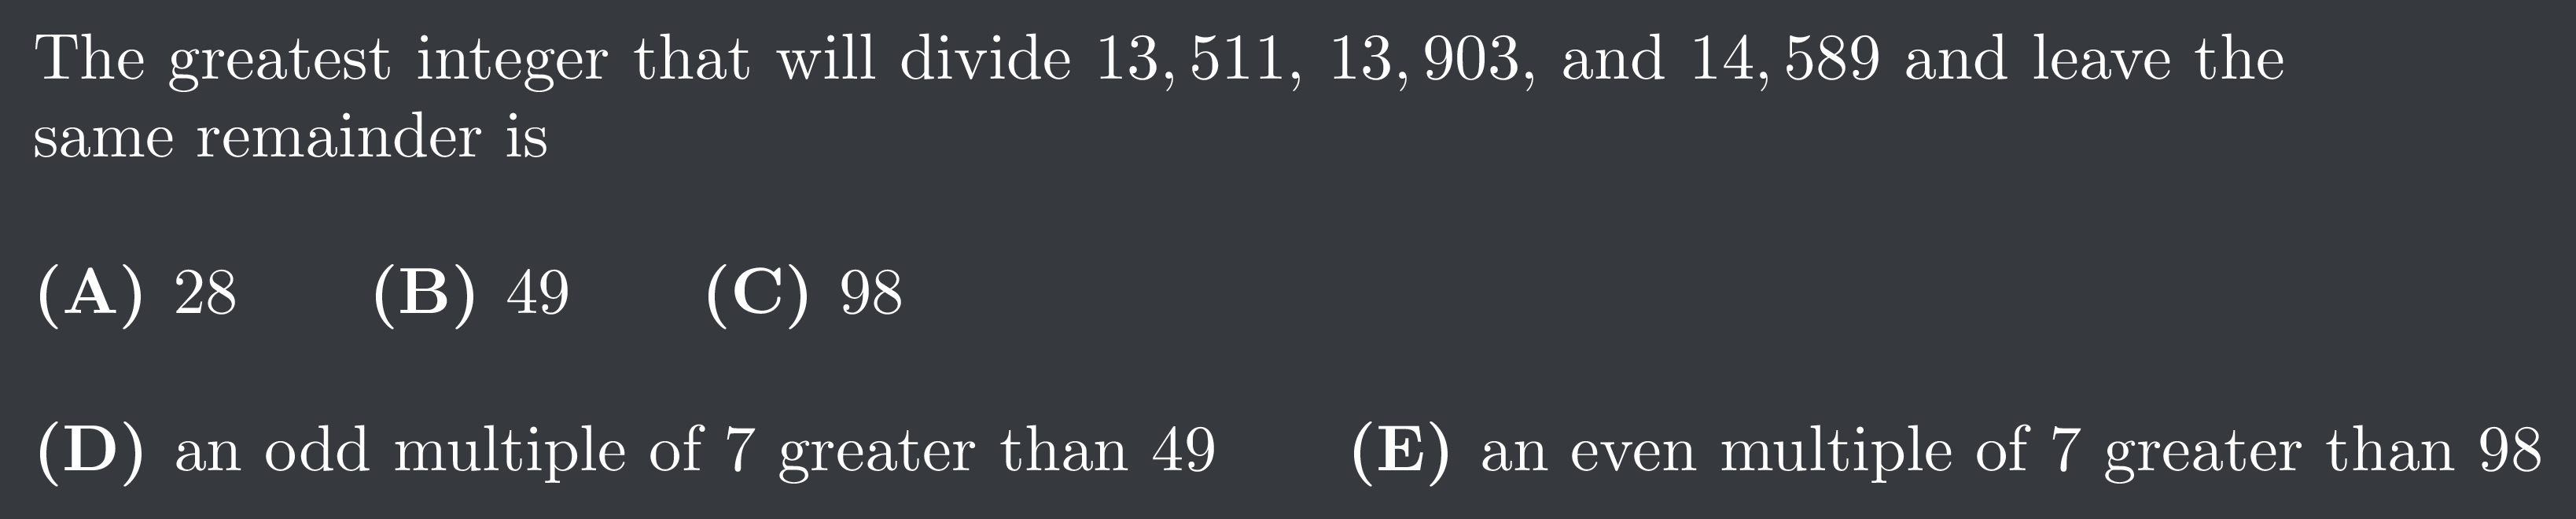 The greatest integer that will divide 13, 511, 13, 903, and 14, 589 and leave the
same remainder is
(A) 28 (B) 49 (C) 98
(D) an odd multiple of 7 greater than 49 (E) an even multiple of 7 greater than 98